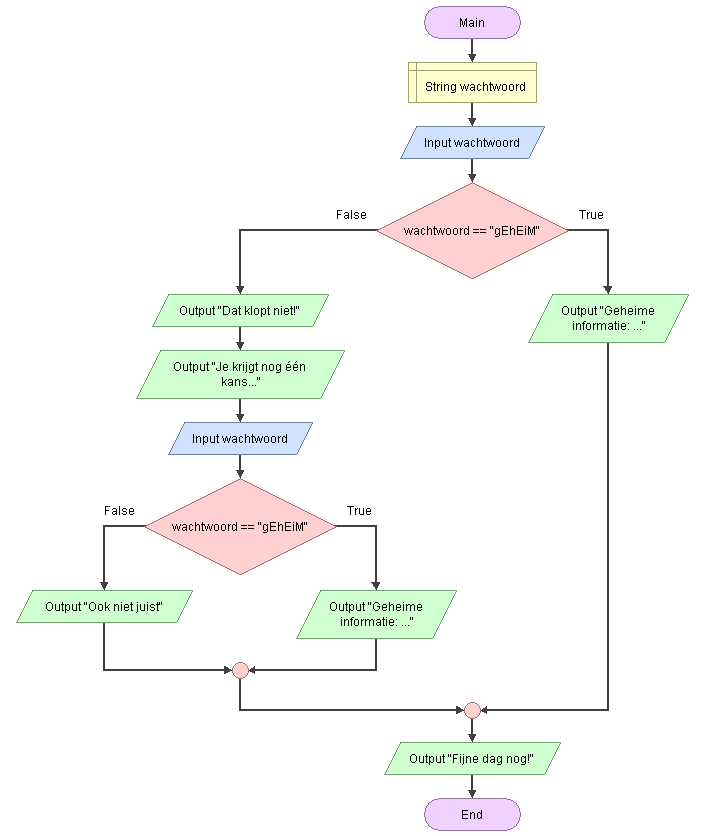 Main
String wachtwoord
Input wachtwoord
False
True
wachtwoord == "gEhEiM"
Output "Dat klopt niet!"
Output "Geheime
informatie: ..."
Output "Je krijgt nog één
kans..."
Input wachtwoord
False
True
wachtwoord == "gEhEiM"
Output "Ook niet juist"
Output "Geheime
informatie: ..."
Output "Fijne dag nog!"
End